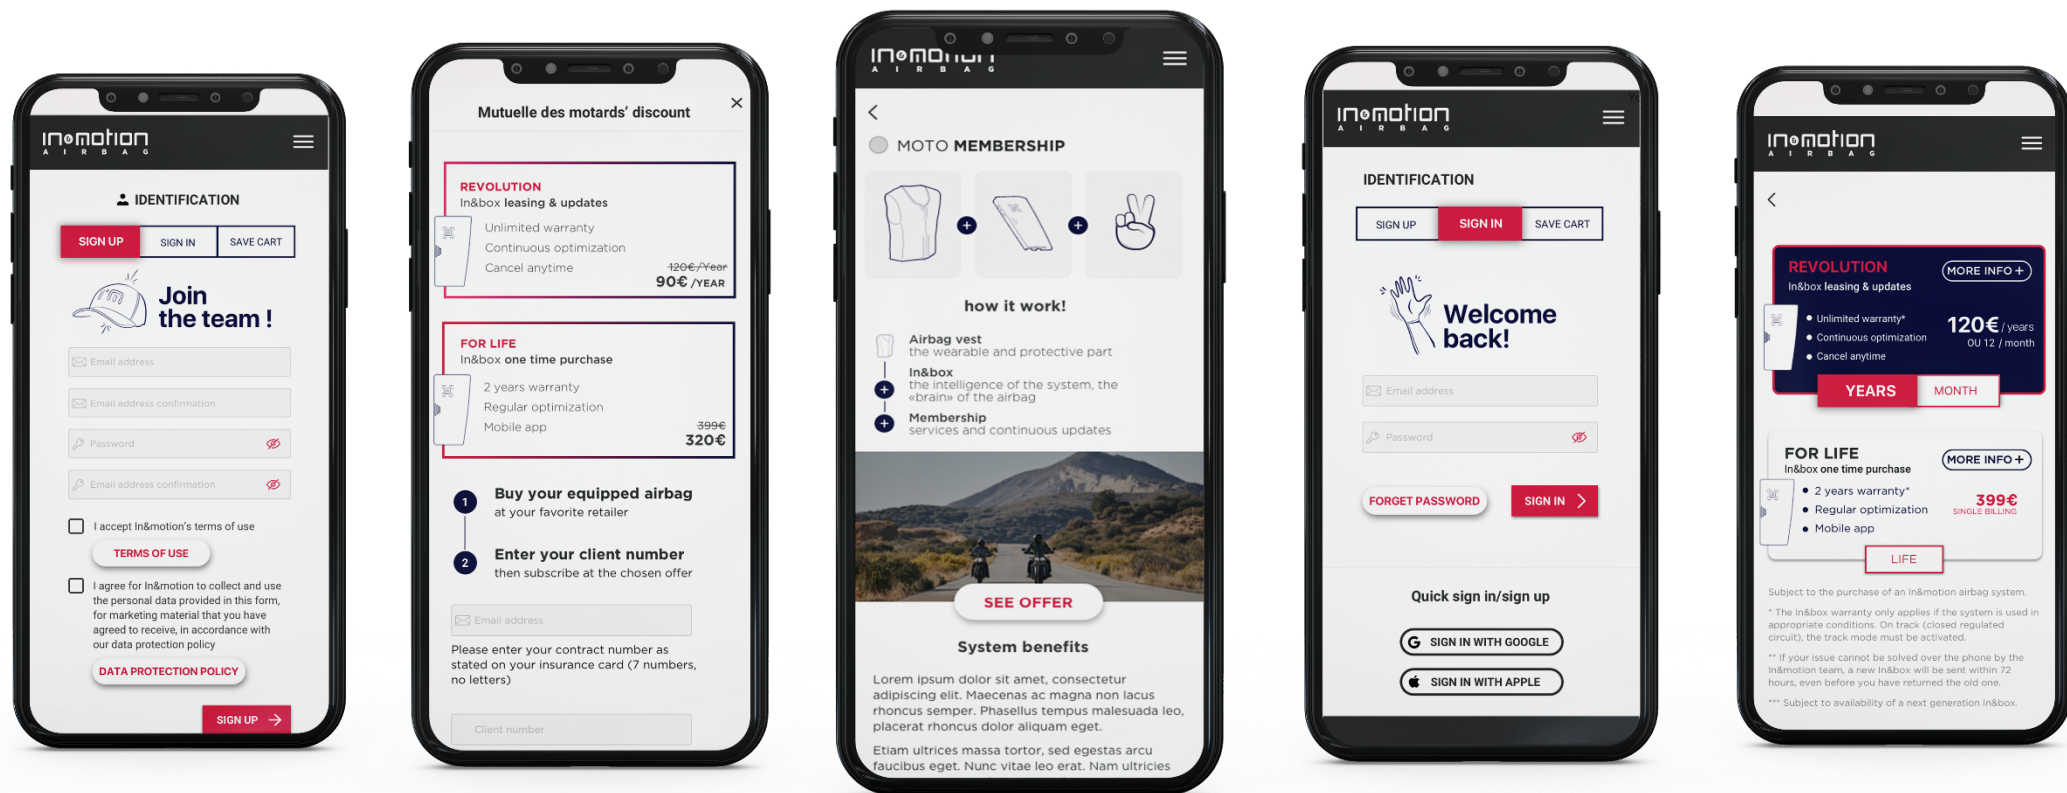 In&motion
AIRBAG
IDENTIFICATION
SIGN UP
SIGN IN
SAVE CART
Join
the team !
Email address
Email address confirmation
Password
Email address confirmation
I accept In&motion's terms of use
TERMS OF USE
I agree for In&motion to collect and use
the personal data provided in this form,
for marketing material that you have
agreed to receive, in accordance with
our data protection policy
DATA PROTECTION POLICY
SIGN UP
Mutuelle des motards' discount
REVOLUTION
In&box leasing & updates
Unlimited warranty
Continuous optimization
Cancel anytime
120€/Year
90€ /YEAR
FOR LIFE
In&box one time purchase
2 years warranty
Regular optimization
Mobile app
399€
320€
1
Buy your equipped airbag
at your favorite retailer
2
Enter your client number
then subscribe at the chosen offer
Email address
Please enter your contract number as
stated on your insurance card (7 numbers,
no letters)
Client number
In&motion
AIRBAG
MOTO MEMBERSHIP
how it work!
Airbag vest
the wearable and protective part
In&box
the intelligence of the system, the
«brain» of the airbag
Membership
services and continuous updates
SEE OFFER
System benefits
Lorem ipsum dolor sit amet, consectetur
adipiscing elit. Maecenas ac magna non lacus
rhoncus semper. Phasellus tempus malesuada leo,
placerat rhoncus dolor aliquam eget.
Etiam ultrices massa tortor, sed egestas arcu
faucibus eget. Nunc vitae leo erat. Nam ultricies
In&motion
AIRBAG
IDENTIFICATION
SIGN UP
SIGN IN
SAVE CART
Welcome
back!
Email address
Password
FORGET PASSWORD
SIGN IN
Quick sign in/sign up
SIGN IN WITH GOOGLE
SIGN IN WITH APPLE
In&motion
AIRBAG
REVOLUTION
MORE INFO +
In&box leasing & updates
Unlimited warranty*
Continuous optimization
Cancel anytime
120€ / years
OU 12 / month
YEARS
MONTH
FOR LIFE
MORE INFO +
In&box one time purchase
2 years warranty*
Regular optimization
Mobile app
399€
SINGLE BILLING
LIFE
Subject to the purchase of an In&motion airbag system.
* The In&box warranty only applies if the system is used in
appropriate conditions. On track (closed regulated
circuit), the track mode must be activated.
** If your issue cannot be solved over the phone by the
In&motion team, a new In&box will be sent within 72
hours, even before you have returned the old one.
*** Subject to availability of a next generation In&box.